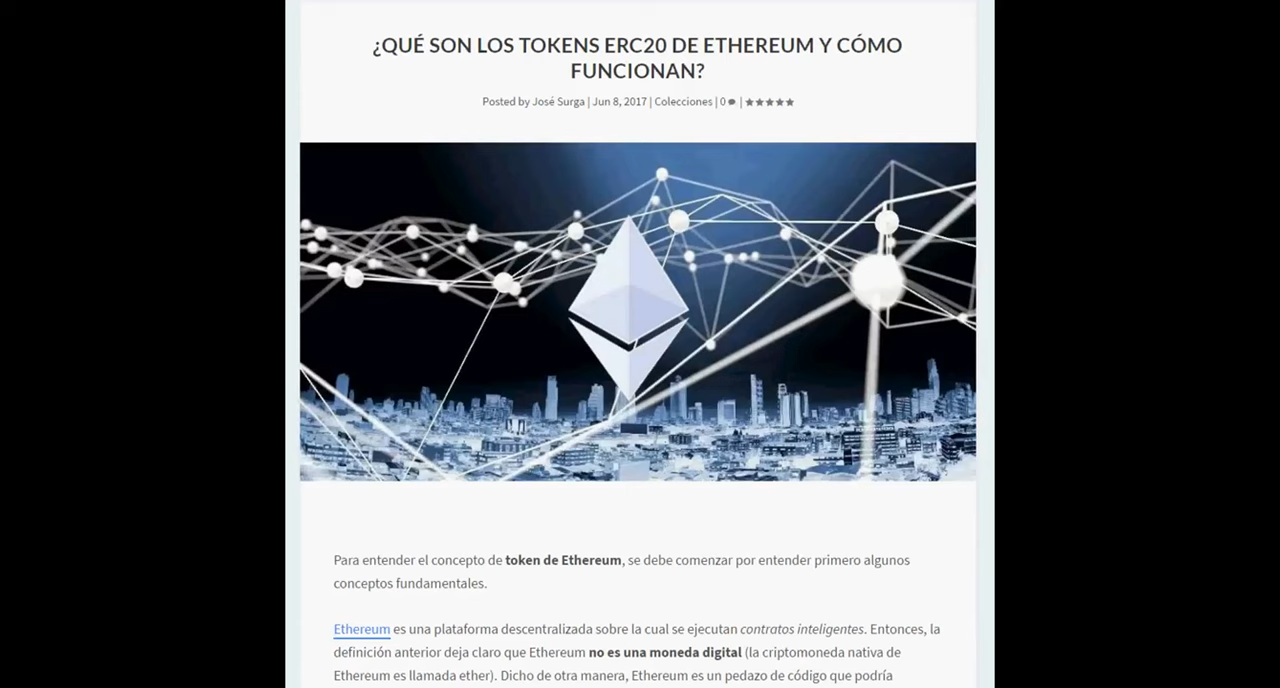 ¿QUÉ SON LOS TOKENS ERC20 DE ETHEREUM Y CÓMO
FUNCIONAN?
Posted by José Surga | Jun 8, 2017 | Colecciones | 0 | ★★★★★
Para entender el concepto de token de Ethereum, se debe comenzar por entender primero algunos
conceptos fundamentales.
Ethereum es una plataforma descentralizada sobre la cual se ejecutan contratos inteligentes. Entonces, la
definición anterior deja claro que Ethereum no es una moneda digital (la criptomoneda nativa de
Ethereum es llamada ether). Dicho de otra manera, Ethereum es un pedazo de código que podría